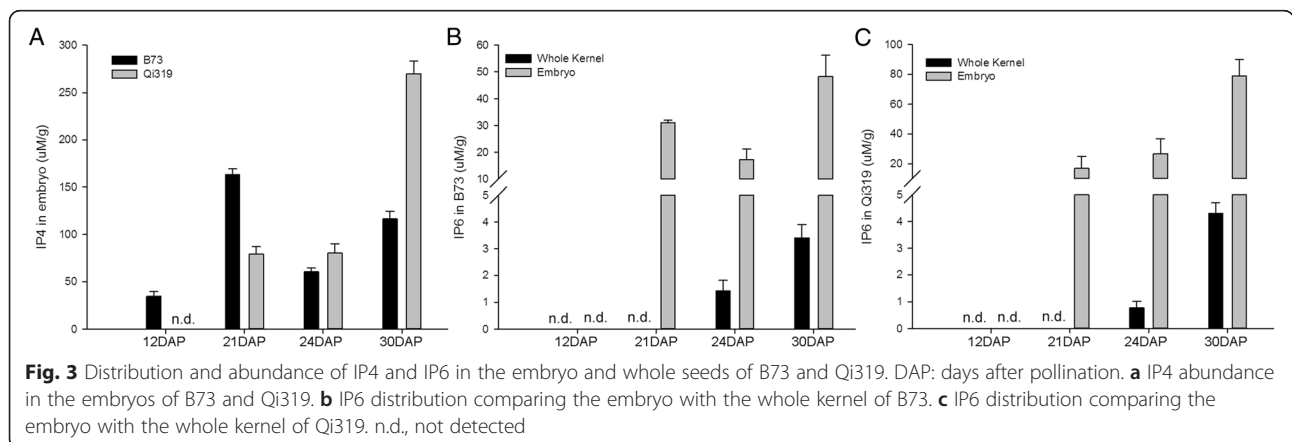 A
300
250
200
150
100
50
0
IP4 in embryo (uM/g)
B73
Qi319
n.d.
12DAP 21DAP 24DAP 30DAP
B
60
50
40
30
20
10
5
4
3
2
1
0
IP6 in B73 (uM/g)
Whole Kernel
Embryo
n.d. n.d. n.d.
12DAP 21DAP 24DAP 30DAP
C
100
80
60
40
20
5
4
3
2
1
0
IP6 in Qi319 (uM/g)
Whole Kernel
Embryo
n.d. n.d. n.d.
12DAP 21DAP 24DAP 30DAP
Fig. 3 Distribution and abundance of IP4 and IP6 in the embryo and whole seeds of B73 and Qi319. DAP: days after pollination. a IP4 abundance
in the embryos of B73 and Qi319. b IP6 distribution comparing the embryo with the whole kernel of B73. c IP6 distribution comparing the
embryo with the whole kernel of Qi319. n.d., not detected